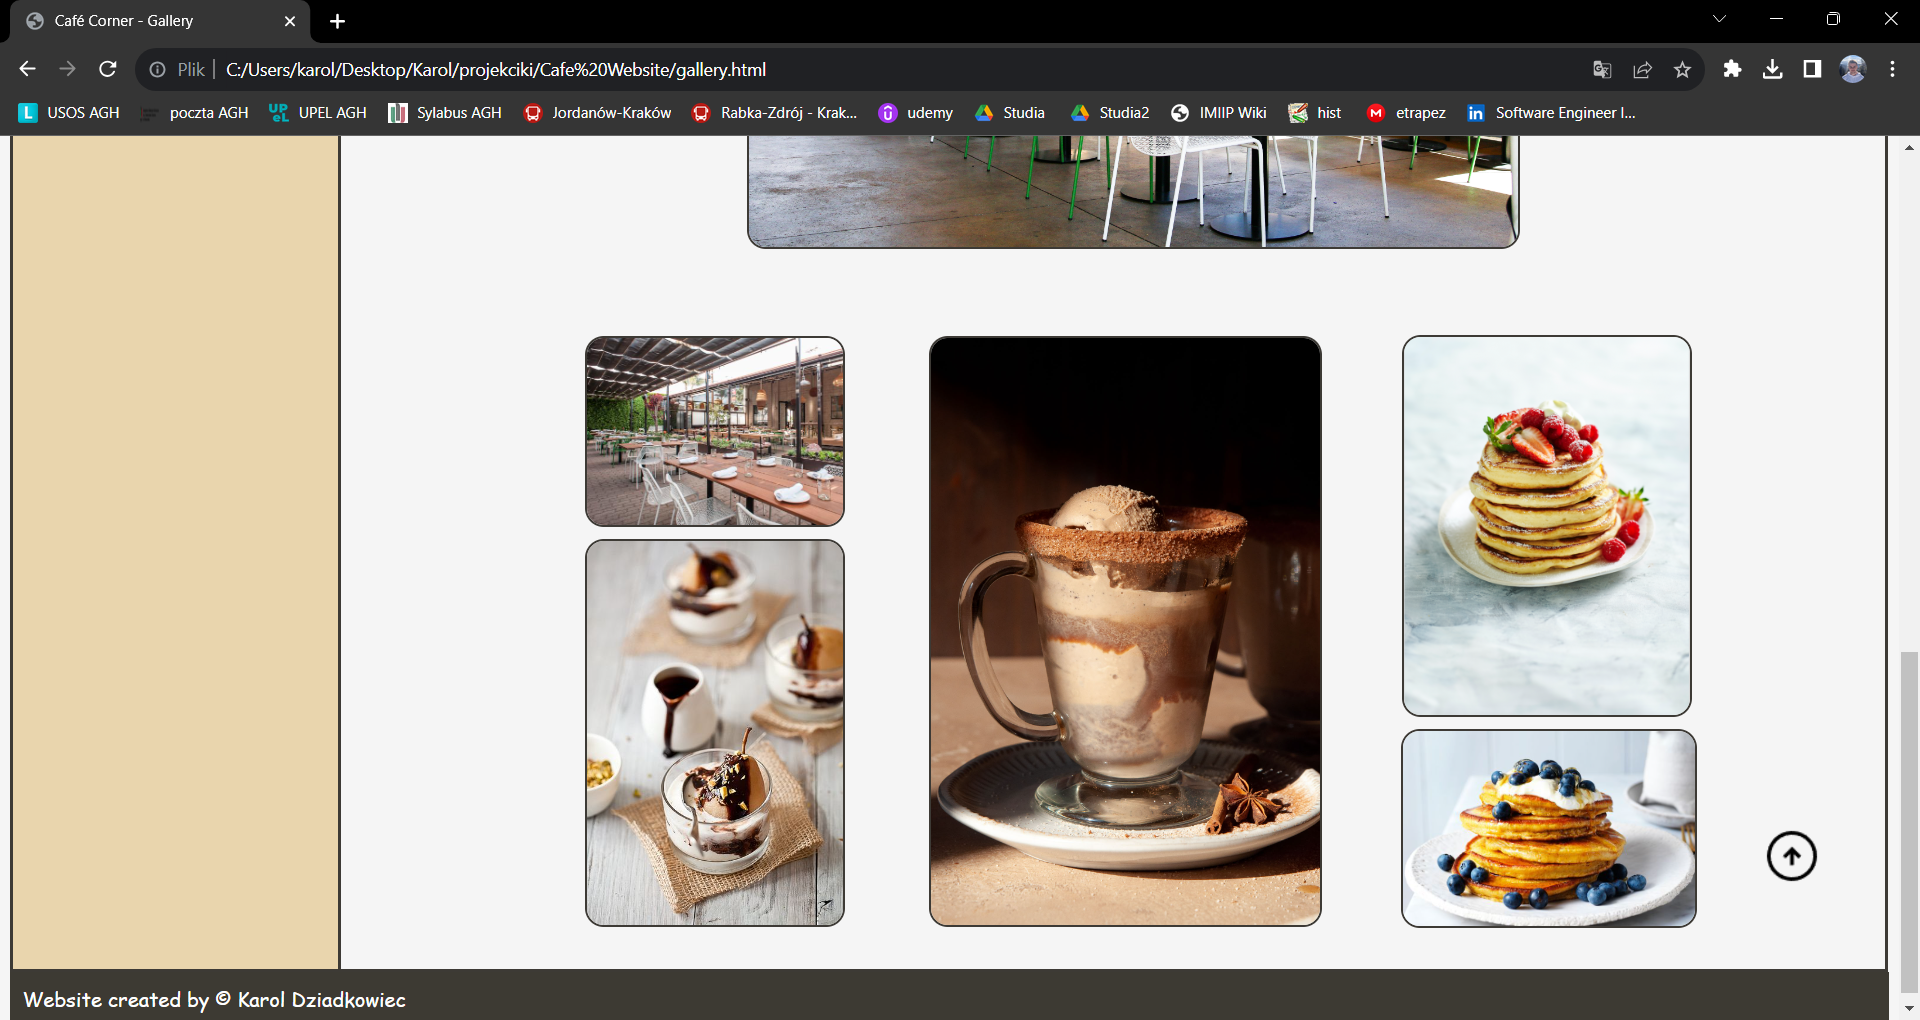 Café Corner - Gallery
Plik
C:/Users/karol/Desktop/Karol/projekciki/Cafe%20Website/gallery.html
L USOS AGH
poczta AGH
UPeL UPEL AGH
Sylabus AGH
Jordanów-Kraków
Rabka-Zdrój - Krak...
udemy
Studia
Studia2
IMIIP Wiki
hist
M etrapez
in Software Engineer I...
Website created by © Karol Dziadkowiec